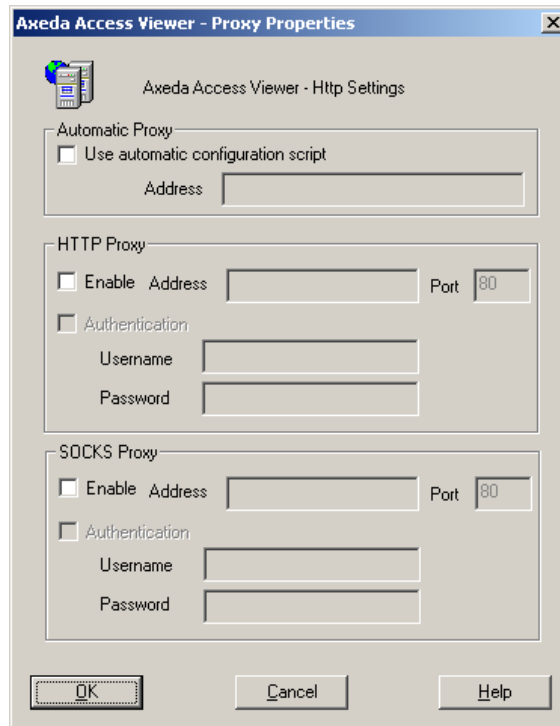 Axeda Access Viewer - Proxy Properties
Axeda Access Viewer - Http Settings
Automatic Proxy
Use automatic configuration script
Address
HTTP Proxy
Enable Address Port 80
Authentication
Username
Password
SOCKS Proxy
Enable Address Port 80
Authentication
Username
Password
OK Cancel Help